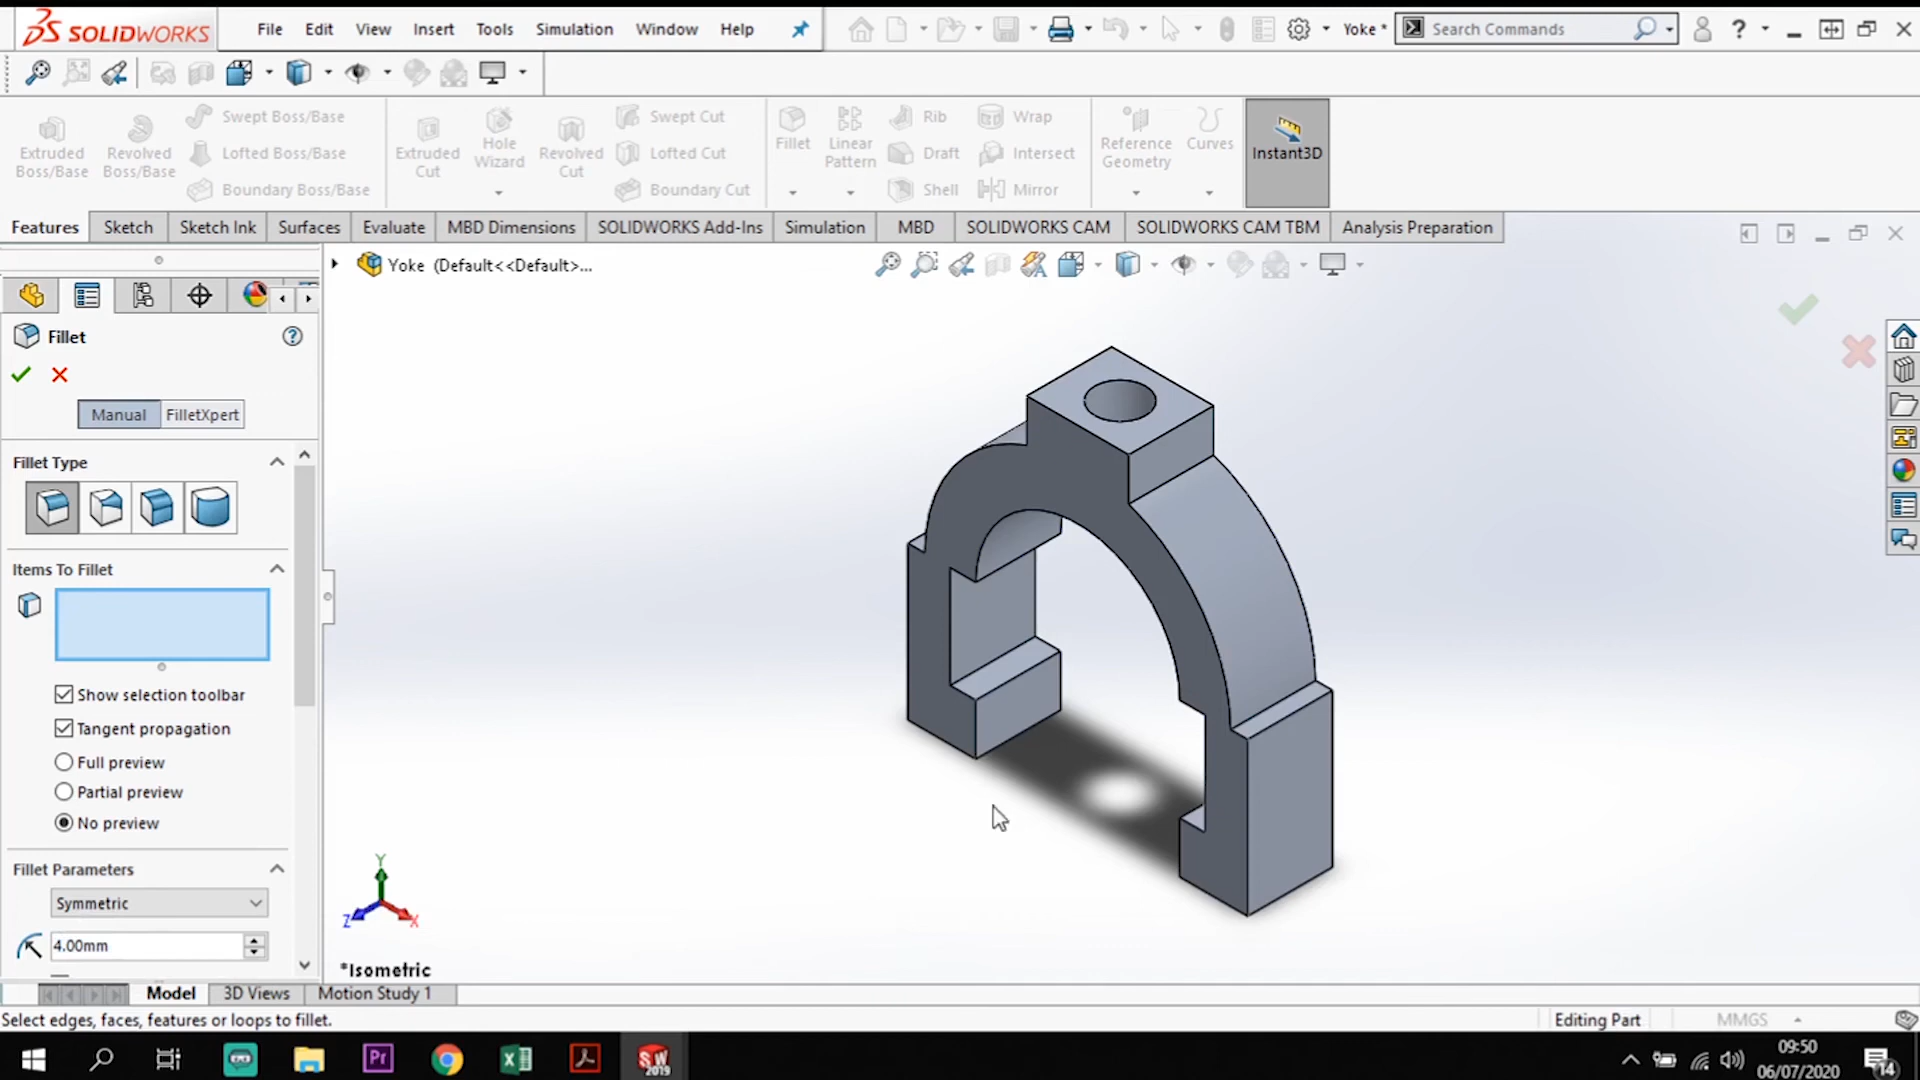 SOLIDWORKS
File Edit View Insert Tools Simulation Window Help
Yoke *
Search Commands
?
Extruded Boss/Base
Revolved Boss/Base
Swept Boss/Base
Lofted Boss/Base
Boundary Boss/Base
Extruded Cut
Hole Wizard
Revolved Cut
Swept Cut
Lofted Cut
Boundary Cut
Fillet
Linear Pattern
Rib
Draft
Shell
Wrap
Intersect
Mirror
Reference Geometry
Curves
Instant3D
Features Sketch Sketch Ink Surfaces Evaluate MBD Dimensions SOLIDWORKS Add-Ins Simulation MBD SOLIDWORKS CAM SOLIDWORKS CAM TBM Analysis Preparation
Yoke (Default<<Default>...
Fillet
?
Manual FilletXpert
Fillet Type
Items To Fillet
Show selection toolbar
Tangent propagation
Full preview
Partial preview
No preview
Fillet Parameters
Symmetric
4.00mm
Y
Z X
*Isometric
Model 3D Views Motion Study 1
Select edges, faces, features or loops to fillet.
Editing Part
MMGS
Pr
SW 2019
09:50
06/07/2020
14